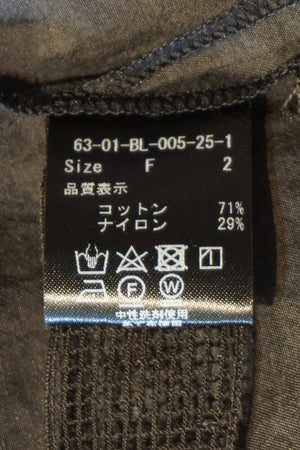 63-01-BL-005-25-1
Size F 2
品質表示
コットン 71%
ナイロン 29%
F W
中性洗剤使用